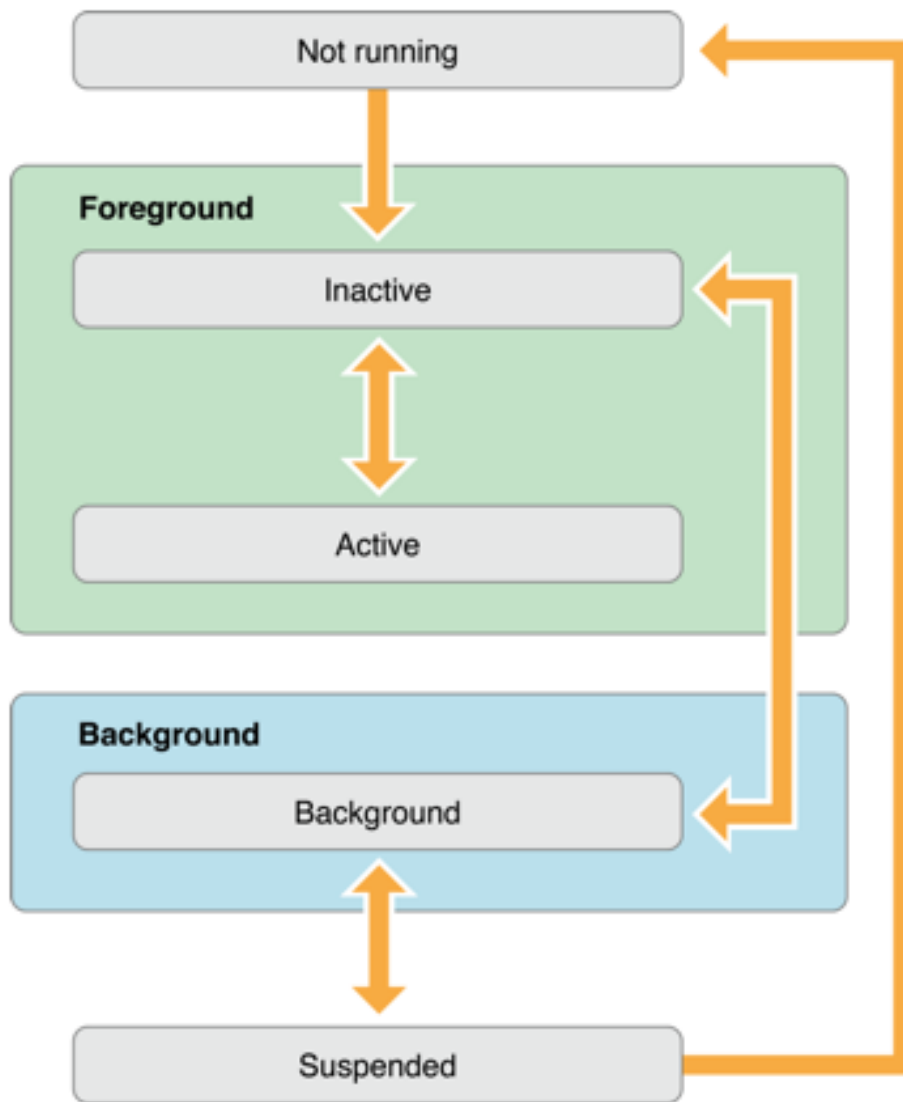 Not running
Foreground
Inactive
Active
Background
Background
Suspended